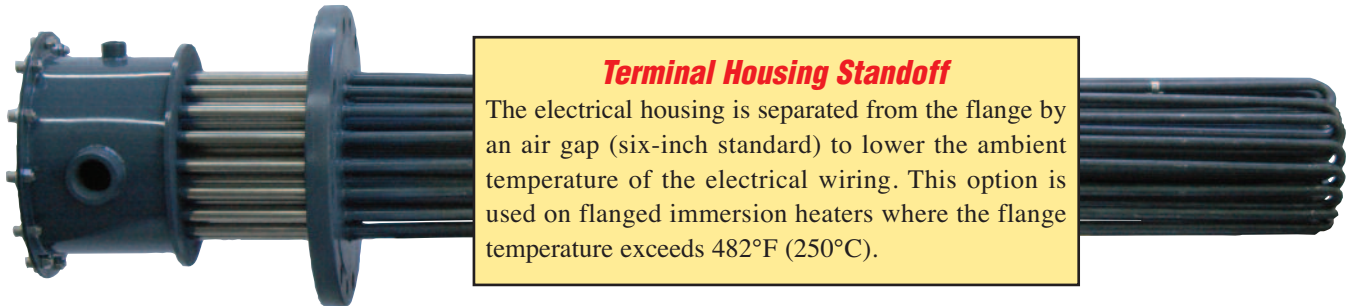 Terminal Housing Standoff
The electrical housing is separated from the flange by
an air gap (six-inch standard) to lower the ambient
temperature of the electrical wiring. This option is
used on flanged immersion heaters where the flange
temperature exceeds 482°F (250°C).